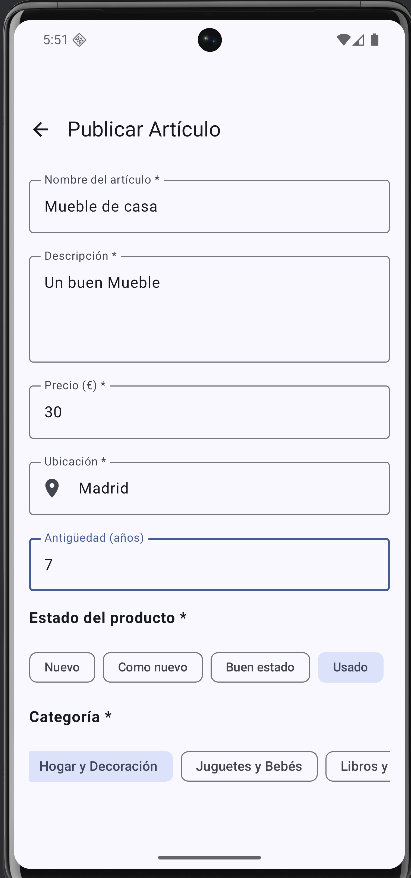 5:51
Publicar Artículo
Nombre del artículo *
Mueble de casa
Descripción *
Un buen Mueble
Precio (€) *
30
Ubicación *
Madrid
Antigüedad (años)
7
Estado del producto *
Nuevo Como nuevo Buen estado Usado
Categoría *
Hogar y Decoración Juguetes y Bebés Libros y